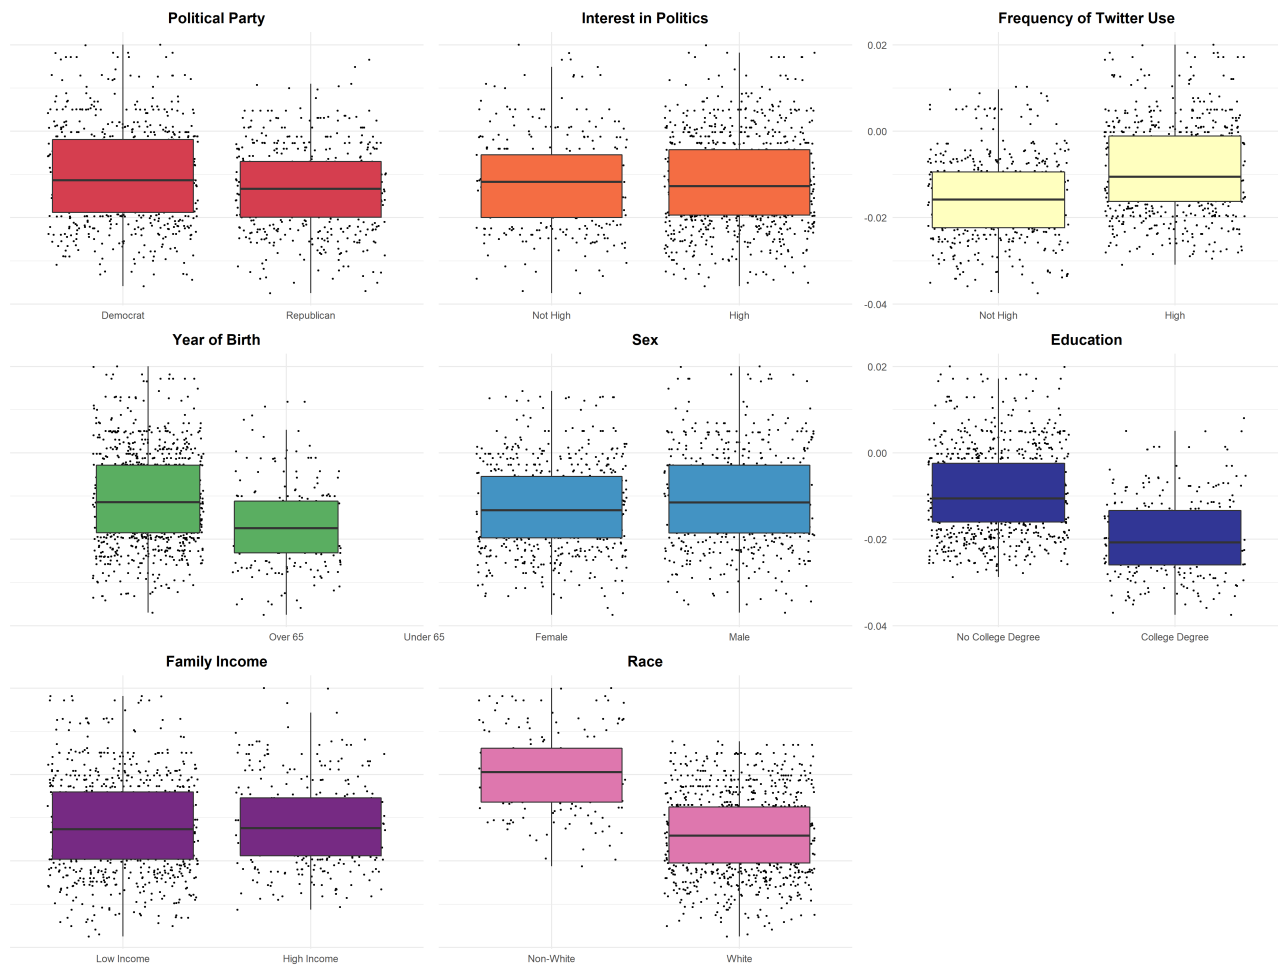 Political Party
Interest in Politics
Frequency of Twitter Use
0.02
0.00
-0.02
-0.04
Democrat
Republican
Not High
High
Not High
High
Year of Birth
Sex
Education
0.02
0.00
-0.02
-0.04
Over 65
Under 65
Female
Male
No College Degree
College Degree
Family Income
Race
Low Income
High Income
Non-White
White